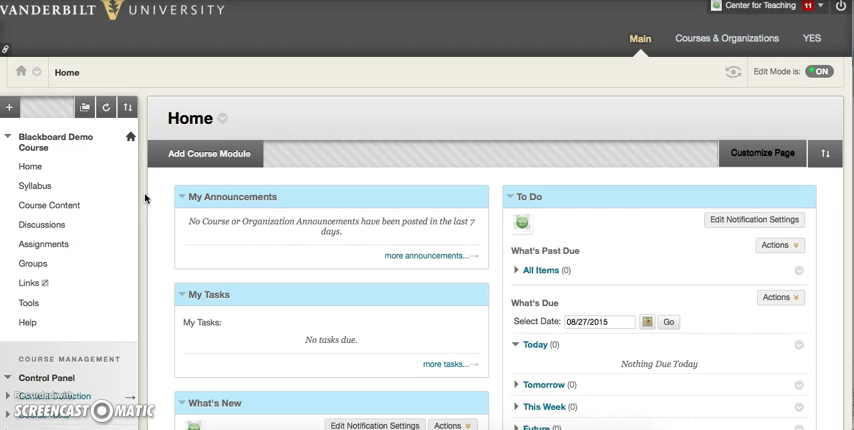 VANDERBILT UNIVERSITY
Center for Teaching 11
Main Courses & Organizations YES
Home Edit Mode is: ON
Blackboard Demo
Course
Home
Syllabus
Course Content
Discussions
Assignments
Groups
Links
Tools
Help
COURSE MANAGEMENT
Control Panel
SCREENCAST-O-MATIC
Home
Add Course Module Customize Page
My Announcements
No Course or Organization Announcements have been posted in the last 7
days.
more announcements...
My Tasks
My Tasks:
No tasks due.
more tasks...
What's New
Edit Notification Settings Actions
To Do
Edit Notification Settings
What's Past Due Actions
All Items (0)
What's Due Actions
Select Date: 08/27/2015 Go
Today (0)
Nothing Due Today
Tomorrow (0)
This Week (0)
Future (0)